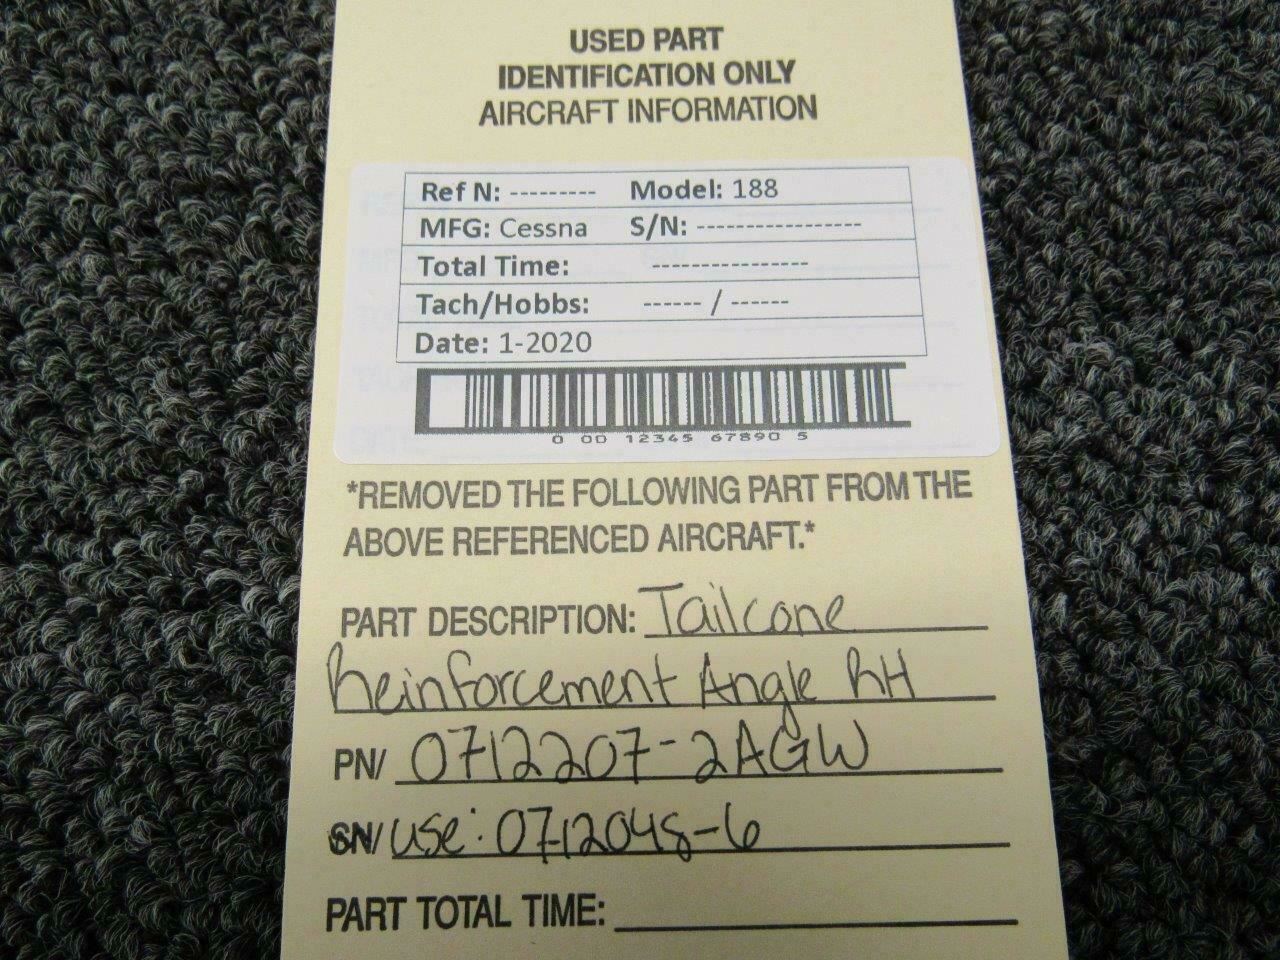 USED PART
IDENTIFICATION ONLY
AIRCRAFT INFORMATION
Ref N: --------- Model: 188
MFG: Cessna S/N: ----------------
Total Time: ----------------
Tach/Hobbs: ------ / ------
Date: 1-2020
0 00 12345 67890 5
*REMOVED THE FOLLOWING PART FROM THE
ABOVE REFERENCED AIRCRAFT.*
PART DESCRIPTION: Tailcone
Reinforcement Angle RH
PN/ 0712207-2AGW
SN/ use: 0712048-6
PART TOTAL TIME: